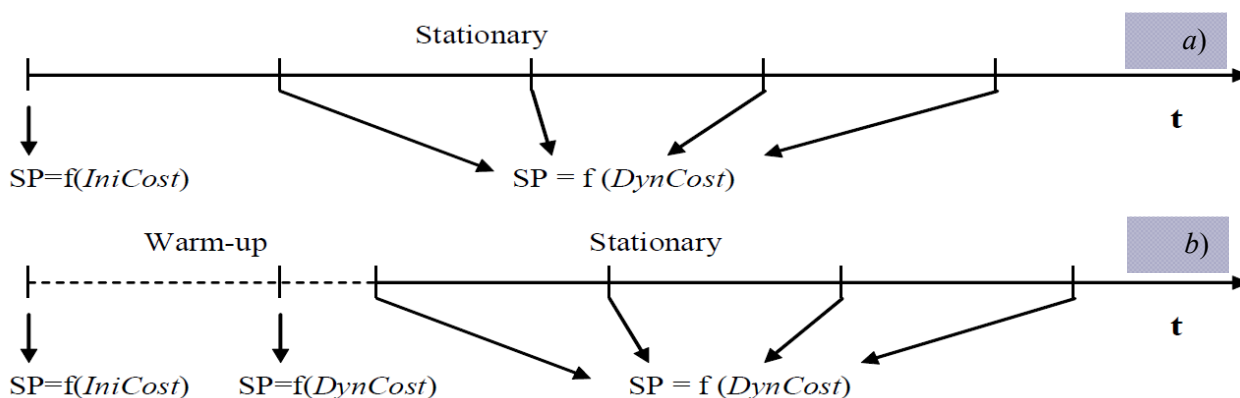 Stationary
a)
t
SP=f(IniCost)
SP = f (DynCost)
Warm-up
Stationary
b)
t
SP=f(IniCost)
SP=f(DynCost)
SP = f (DynCost)